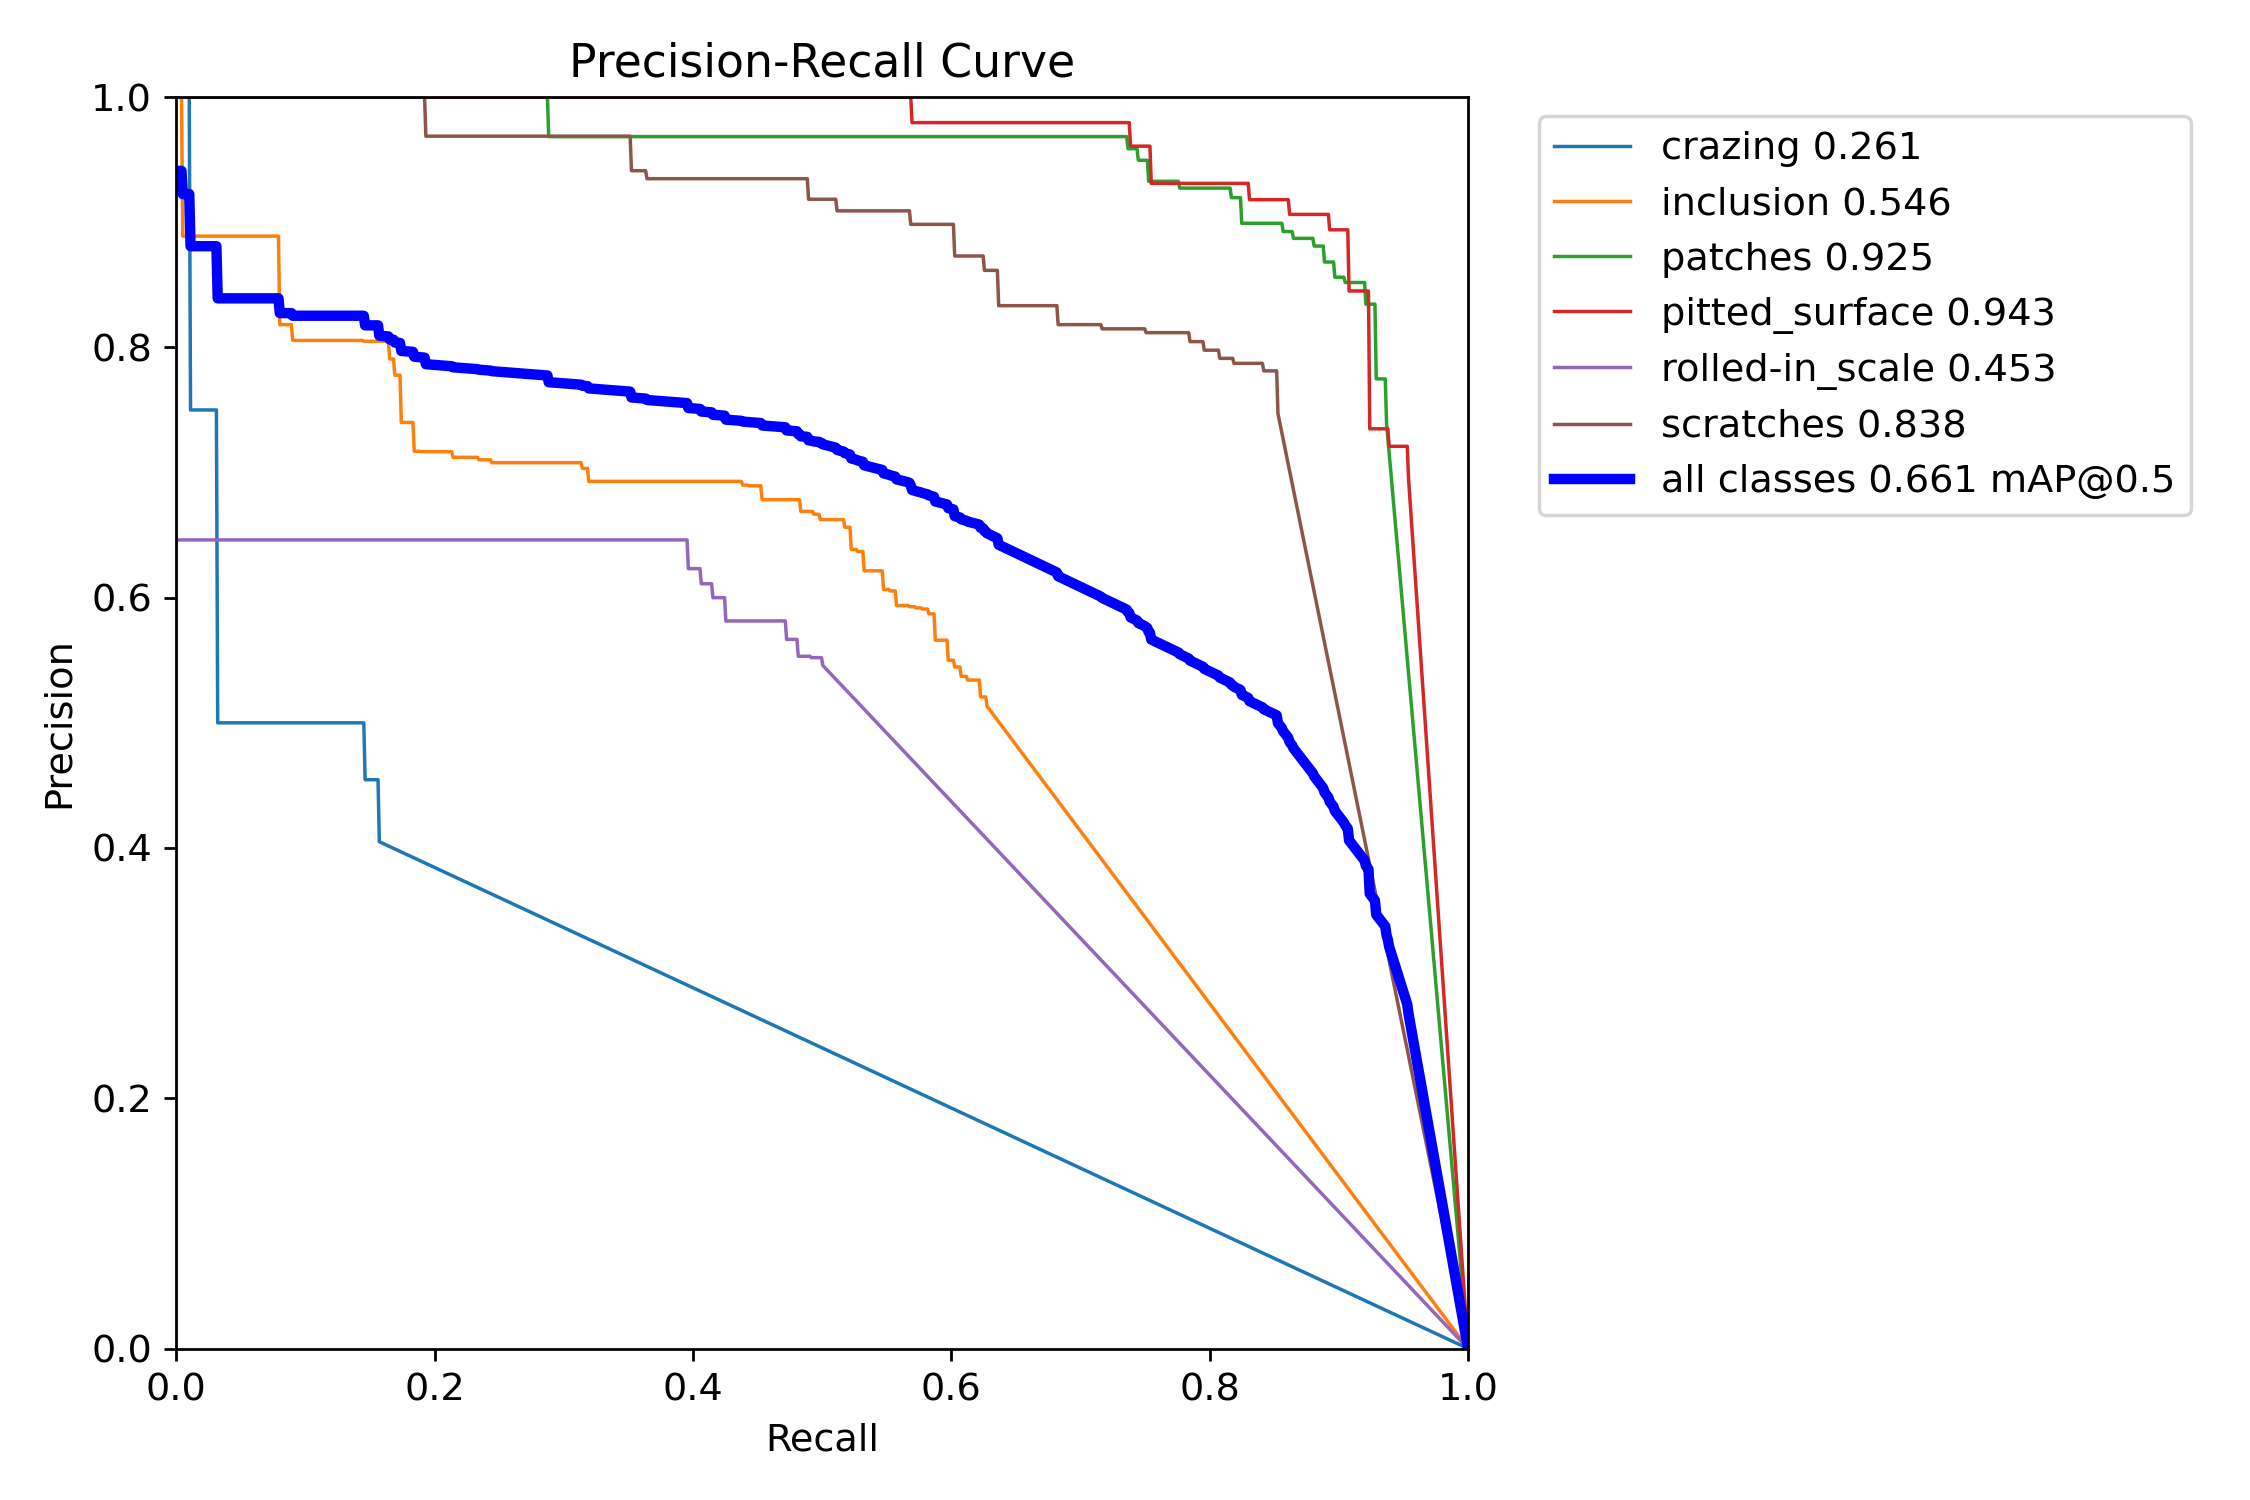 Precision-Recall Curve
1.0
0.8
0.6
0.4
0.2
0.0
Precision
0.0 0.2 0.4 0.6 0.8 1.0
Recall
crazing 0.261
inclusion 0.546
patches 0.925
pitted_surface 0.943
rolled-in_scale 0.453
scratches 0.838
all classes 0.661 mAP@0.5